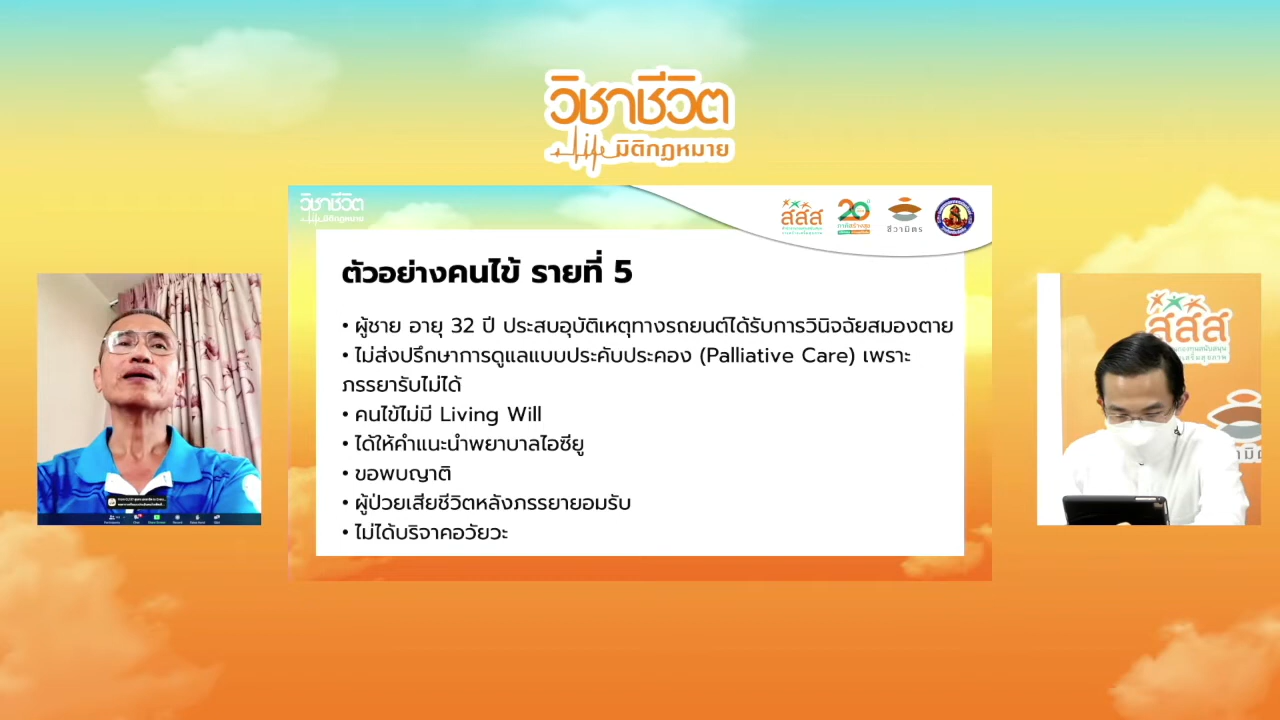 วิชาชีวิต
Life มิติกฎหมาย
วิชาชีวิต
มิติกฎหมาย
สสส
20
ชีวามิตร
ตัวอย่างคนไข้ รายที่ 5
• ผู้ชาย อายุ 32 ปี ประสบอุบัติเหตุทางรถยนต์ได้รับการวินิจฉัยสมองตาย
• ไม่ส่งปรึกษาการดูแลแบบประคับประคอง (Palliative Care) เพราะ
ภรรยารับไม่ได้
• คนไข้ไม่มี Living Will
• ได้ให้คำแนะนำพยาบาลไอซียู
• ขอพบญาติ
• ผู้ป่วยเสียชีวิตหลังภรรยายอมรับ
• ไม่ได้บริจาคอวัยวะ
สสส